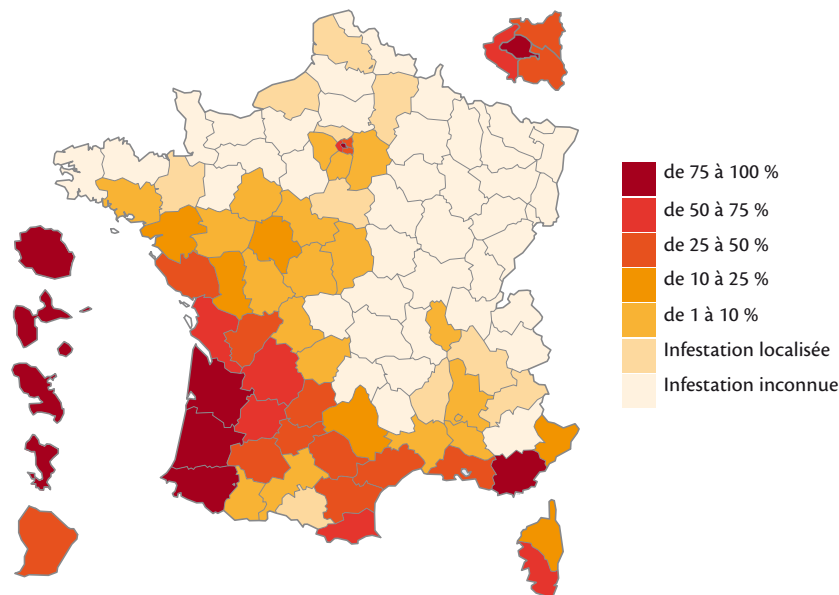 de 75 à 100 %
de 50 à 75 %
de 25 à 50 %
de 10 à 25 %
de 1 à 10 %
Infestation localisée
Infestation inconnue